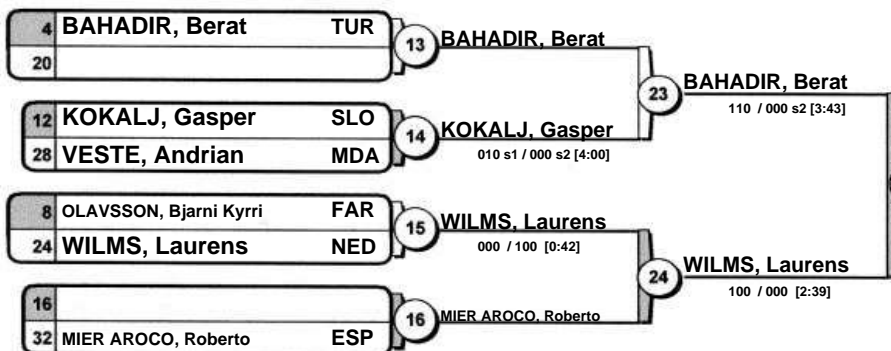 4 BAHADIR, Berat TUR
20
13 BAHADIR, Berat
12 KOKALJ, Gasper SLO
28 VESTE, Andrian MDA
14 KOKALJ, Gasper
010 s1 / 000 s2 [4:00]
23 BAHADIR, Berat
110 / 000 s2 [3:43]
8 OLAVSSON, Bjarni Kyrri FAR
24 WILMS, Laurens NED
15 WILMS, Laurens
000 / 100 [0:42]
16
32 MIER AROCO, Roberto ESP
16 MIER AROCO, Roberto
24 WILMS, Laurens
100 / 000 [2:39]